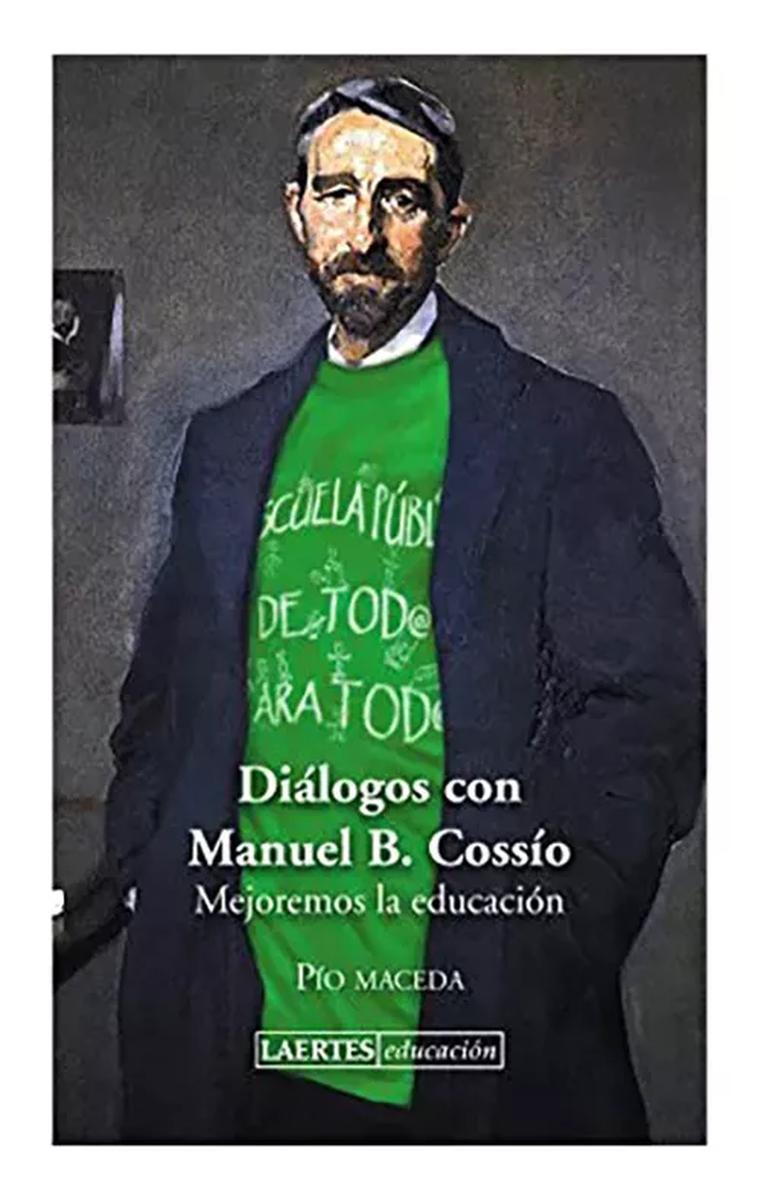 SCUELA PÚBL
DE TOD@
ARA TOD@
Diálogos con
Manuel B. Cossío
Mejoremos la educación
PÍO MACEDA
LAERTES educación